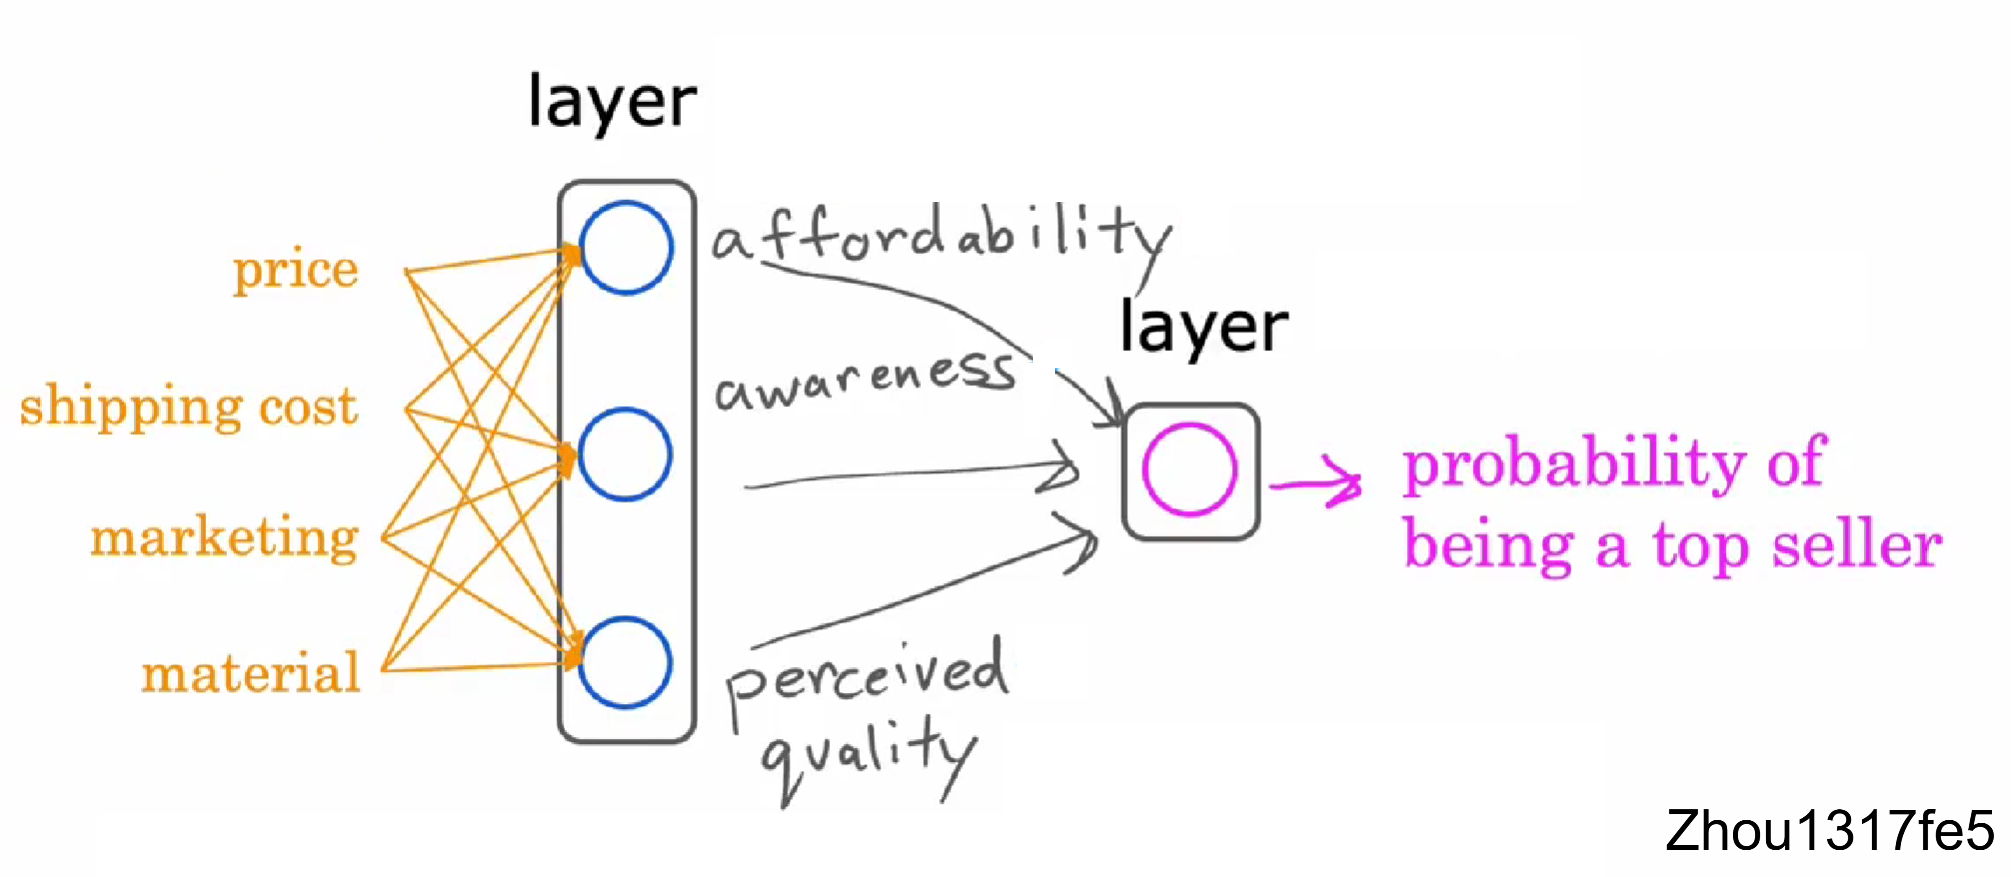 layer
price
shipping cost
marketing
material
affordability
awareness
perceived
quality
layer
probability of
being a top seller
Zhou1317fe5